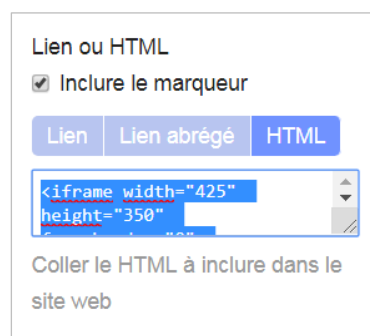 Lien ou HTML
Inclure le marqueur
Lien Lien abrégé HTML
<iframe width="425"
height="350"
Coller le HTML à inclure dans le
site web